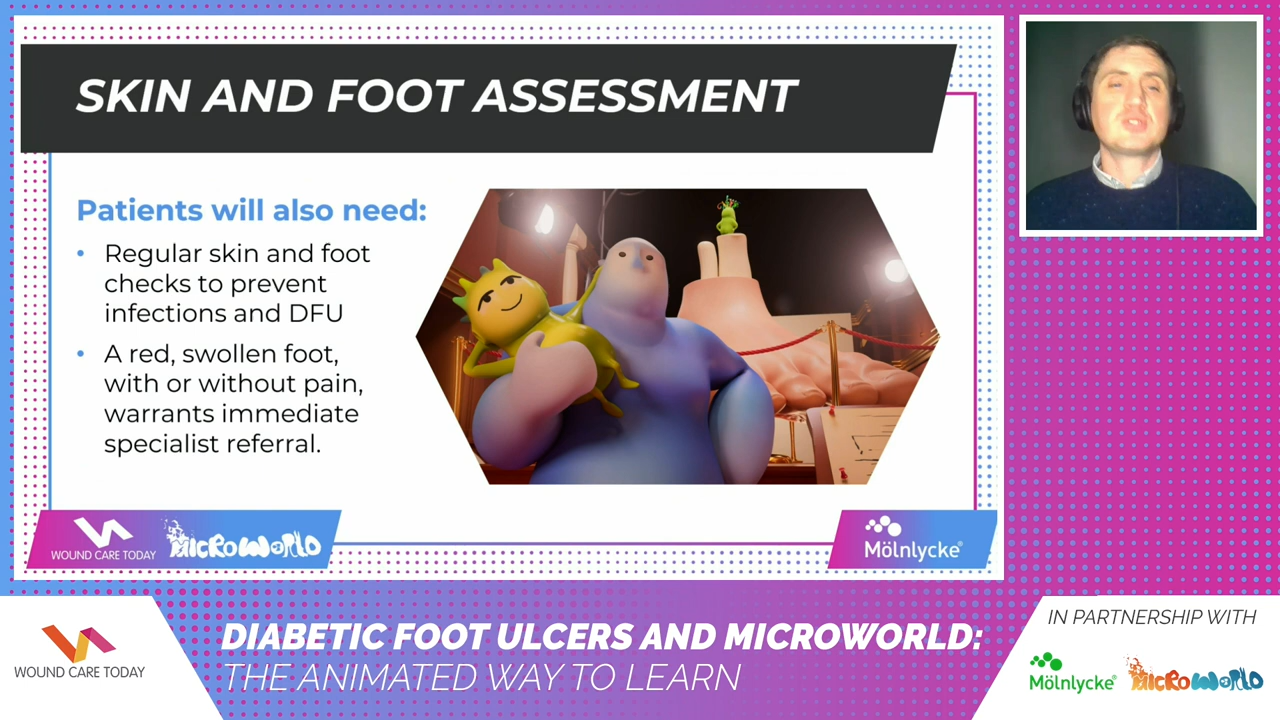 SKIN AND FOOT ASSESSMENT
Patients will also need:
• Regular skin and foot
checks to prevent
infections and DFU
• A red, swollen foot,
with or without pain,
warrants immediate
specialist referral.
WOUND CARE TODAY
MICROWORLD
Mölnlycke®
WOUND CARE TODAY
DIABETIC FOOT ULCERS AND MICROWORLD:
THE ANIMATED WAY TO LEARN
IN PARTNERSHIP WITH
Mölnlycke®
MICROWORLD